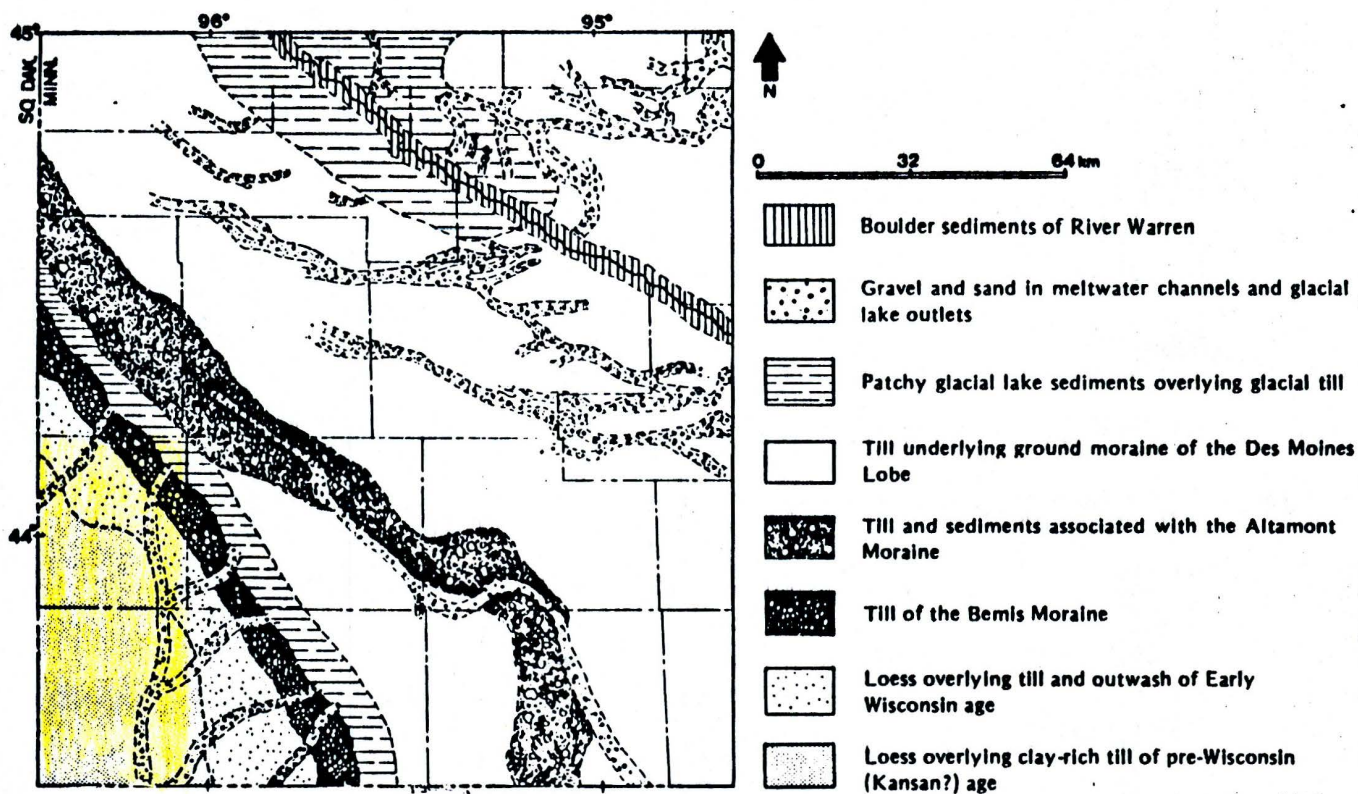 96°
95°
45°
SO. DAK.
MINN.
44°
N
0 32 64 km
Boulder sediments of River Warren
Gravel and sand in meltwater channels and glacial
lake outlets
Patchy glacial lake sediments overlying glacial till
Till underlying ground moraine of the Des Moines
Lobe
Till and sediments associated with the Altamont
Moraine
Till of the Bemis Moraine
Loess overlying till and outwash of Early
Wisconsin age
Loess overlying clay-rich till of pre-Wisconsin
(Kansan?) age